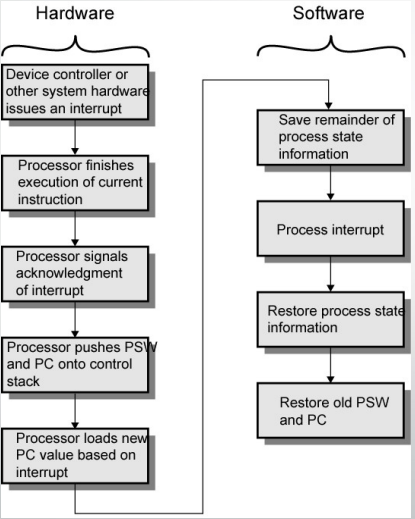 Hardware
Device controller or
other system hardware
issues an interrupt
Processor finishes
execution of current
instruction
Processor signals
acknowledgment
of interrupt
Processor pushes PSW
and PC onto control
stack
Processor loads new
PC value based on
interrupt
Software
Save remainder of
process state
information
Process interrupt
Restore process state
information
Restore old PSW
and PC